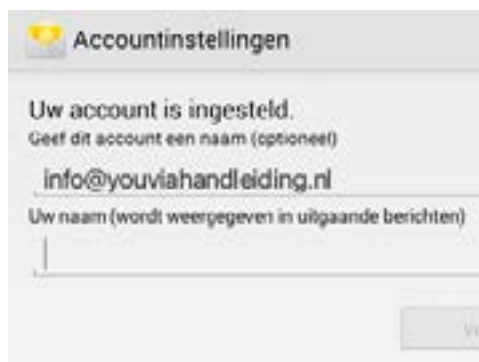 Accountinstellingen
Uw account is ingesteld.
Geef dit account een naam (optioneel)
info@youviahandleiding.nl
Uw naam (wordt weergegeven in uitgaande berichten)